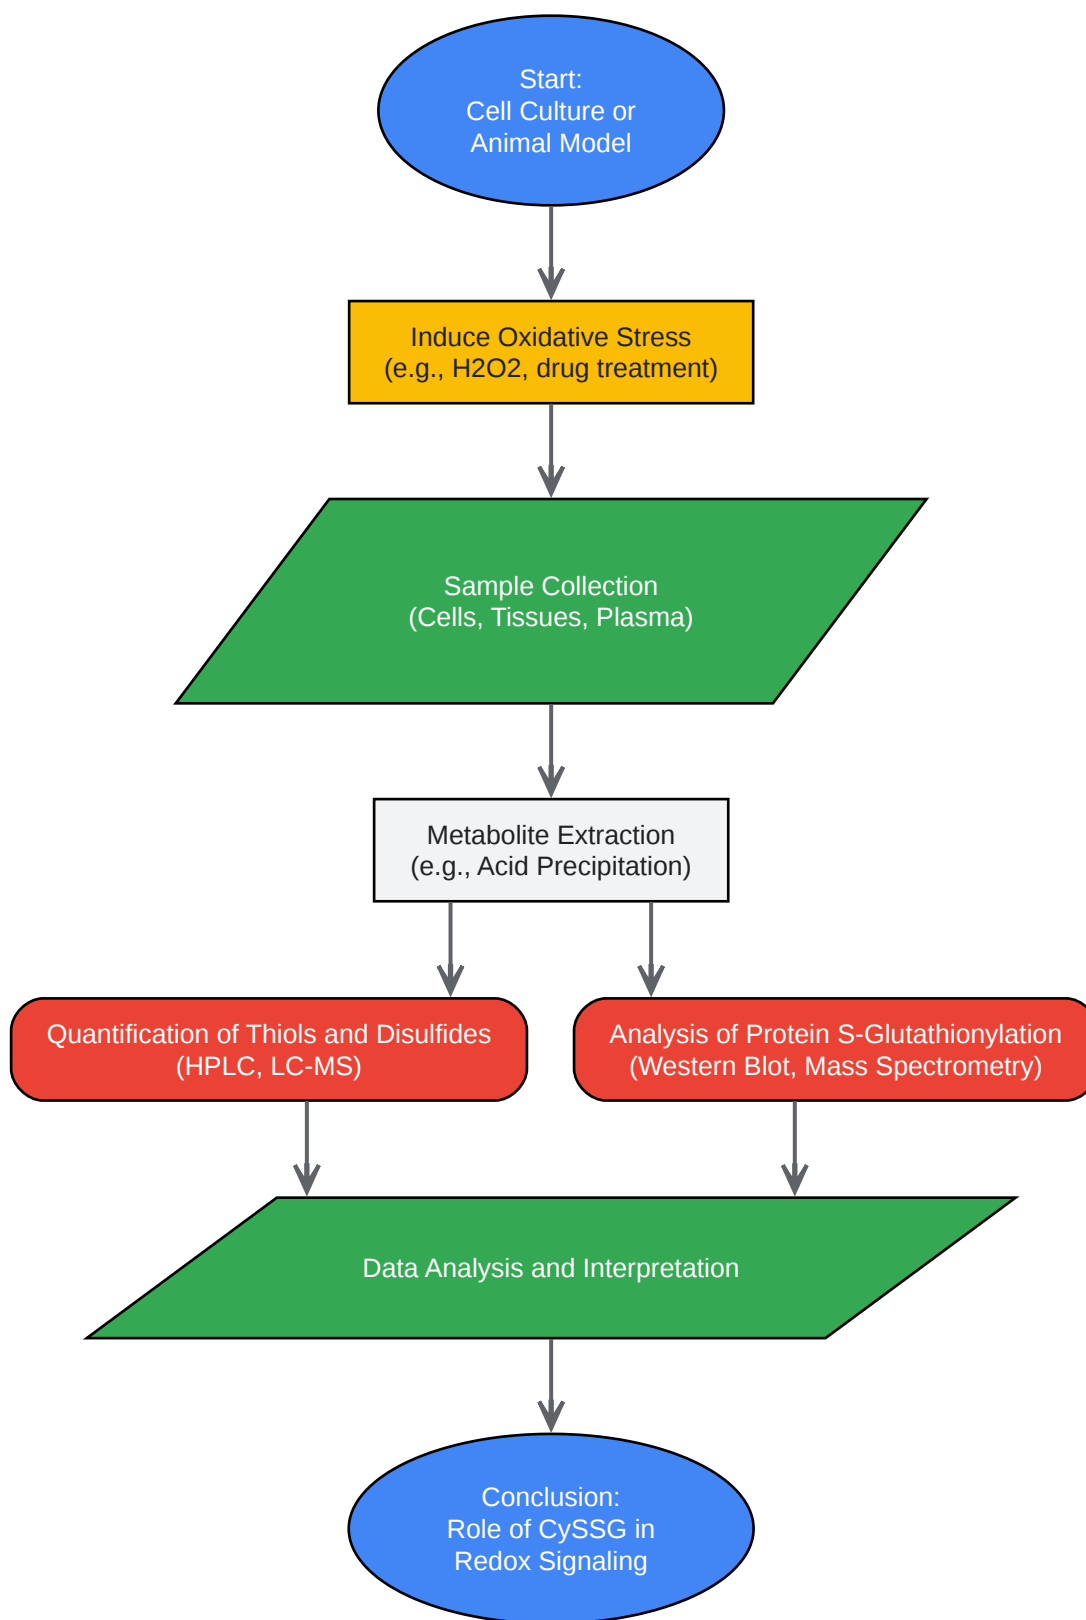 Start:
Cell Culture or
Animal Model
Induce Oxidative Stress
(e.g., H2O2, drug treatment)
Sample Collection
(Cells, Tissues, Plasma)
Metabolite Extraction
(e.g., Acid Precipitation)
Quantification of Thiols and Disulfides
(HPLC, LC-MS)
Analysis of Protein S-Glutathionylation
(Western Blot, Mass Spectrometry)
Data Analysis and Interpretation
Conclusion:
Role of CySSG in
Redox Signaling